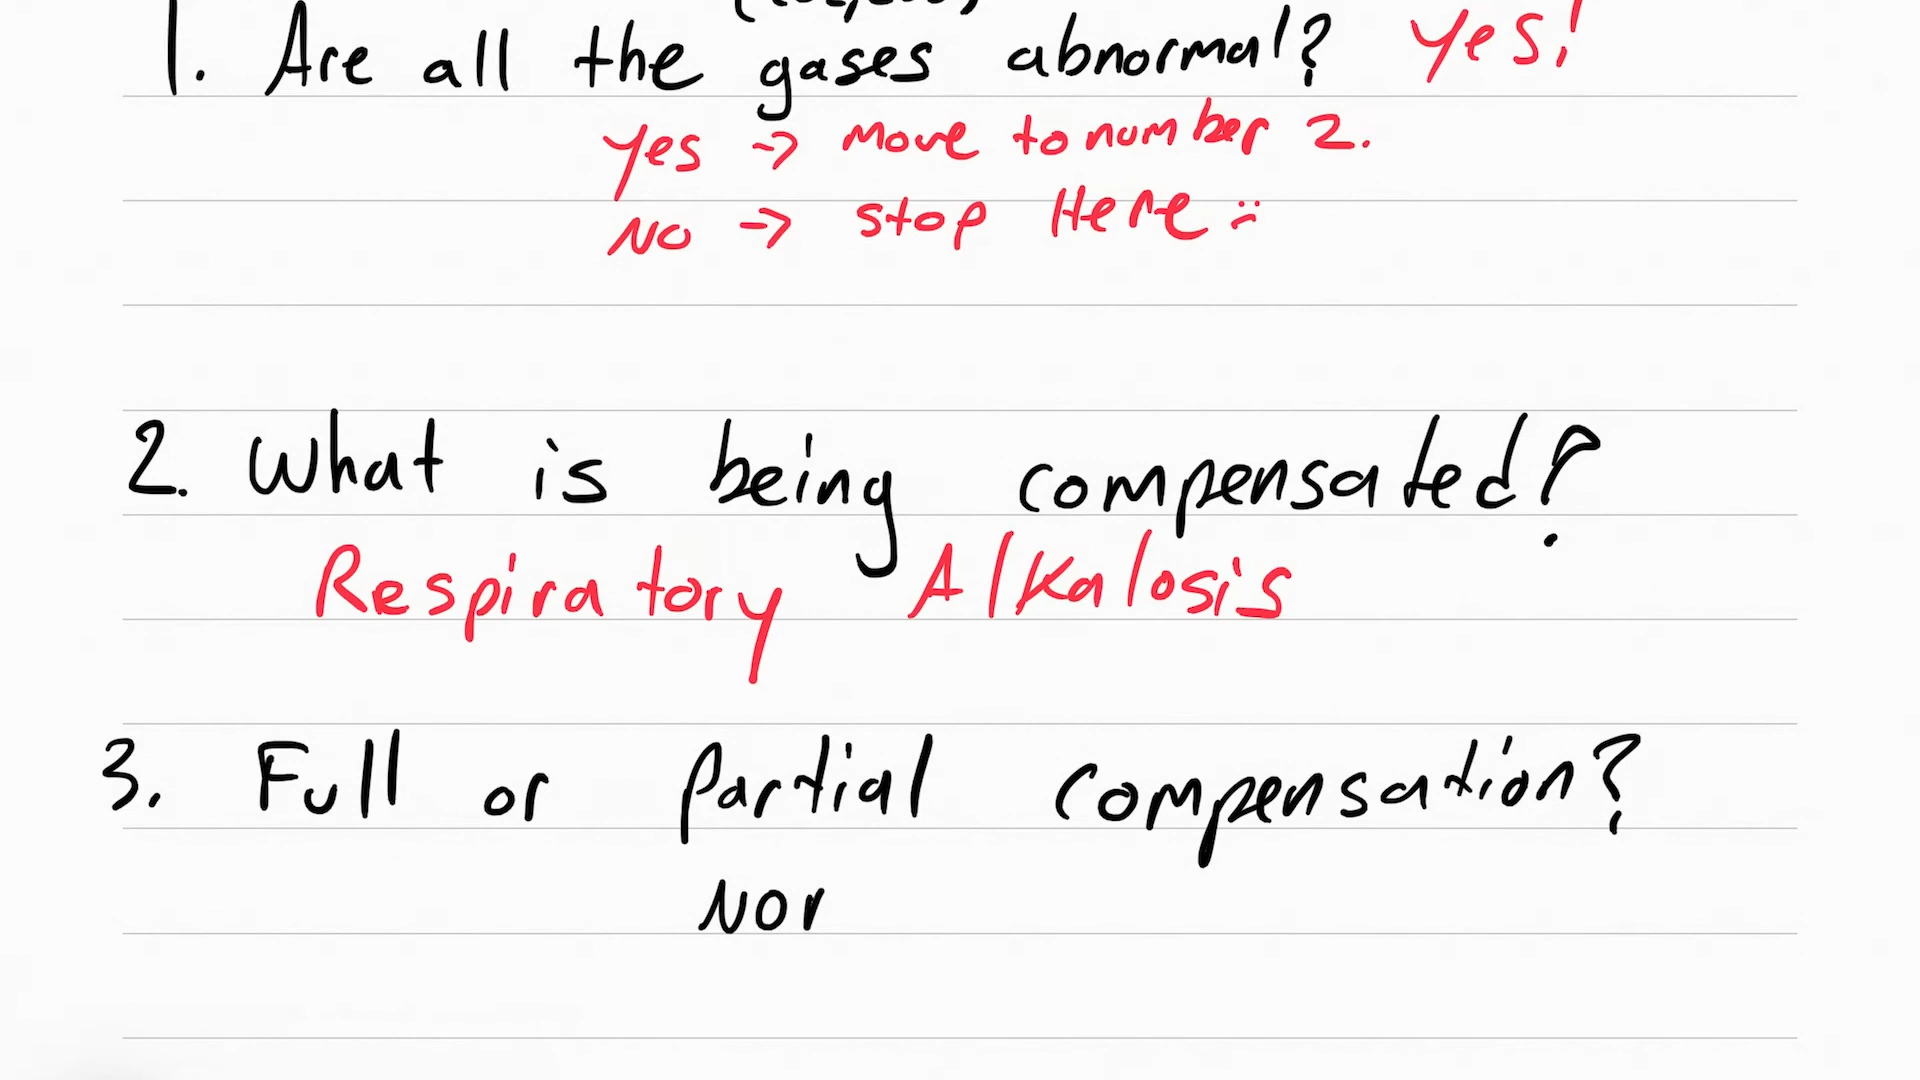 1. Are all the gases abnormal? Yes!
Yes -> Move to number 2.
No -> stop Here :
2. What is being compensated?
Respiratory Alkalosis
3. Full or partial compensation?
Nor